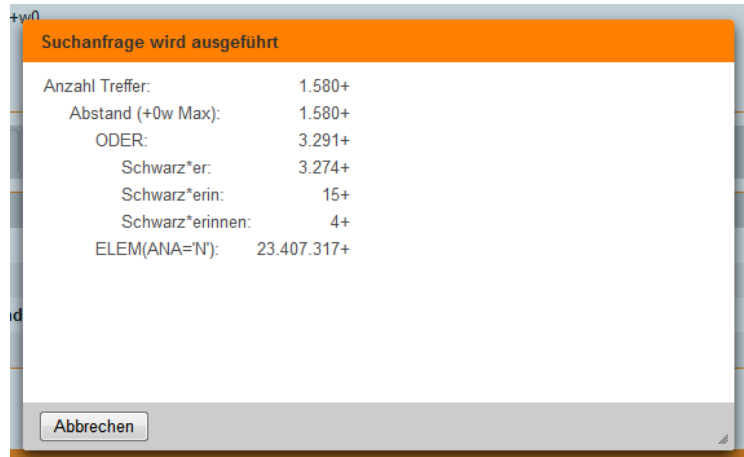 +w0
Suchanfrage wird ausgeführt
Anzahl Treffer: 1.580+
Abstand (+0w Max): 1.580+
ODER: 3.291+
Schwarz*er: 3.274+
Schwarz*erin: 15+
Schwarz*erinnen: 4+
ELEM(ANA='N'): 23.407.317+
nd
Abbrechen